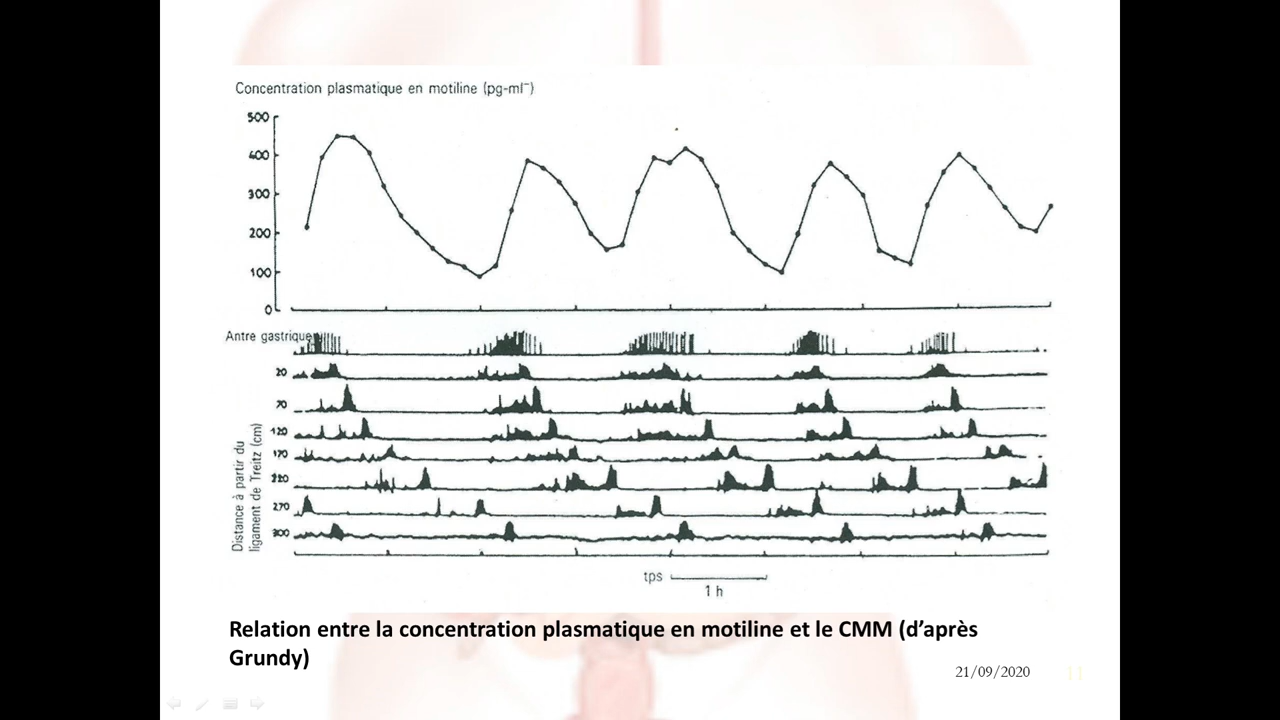 Concentration plasmatique en motiline (pg-ml⁻)
500
400
300
200
100
0
Antre gastrique
20
70
120
170
220
270
300
Distance à partir du
ligament de Treitz (cm)
tps
1 h
Relation entre la concentration plasmatique en motiline et le CMM (d’après
Grundy)
21/09/2020
11